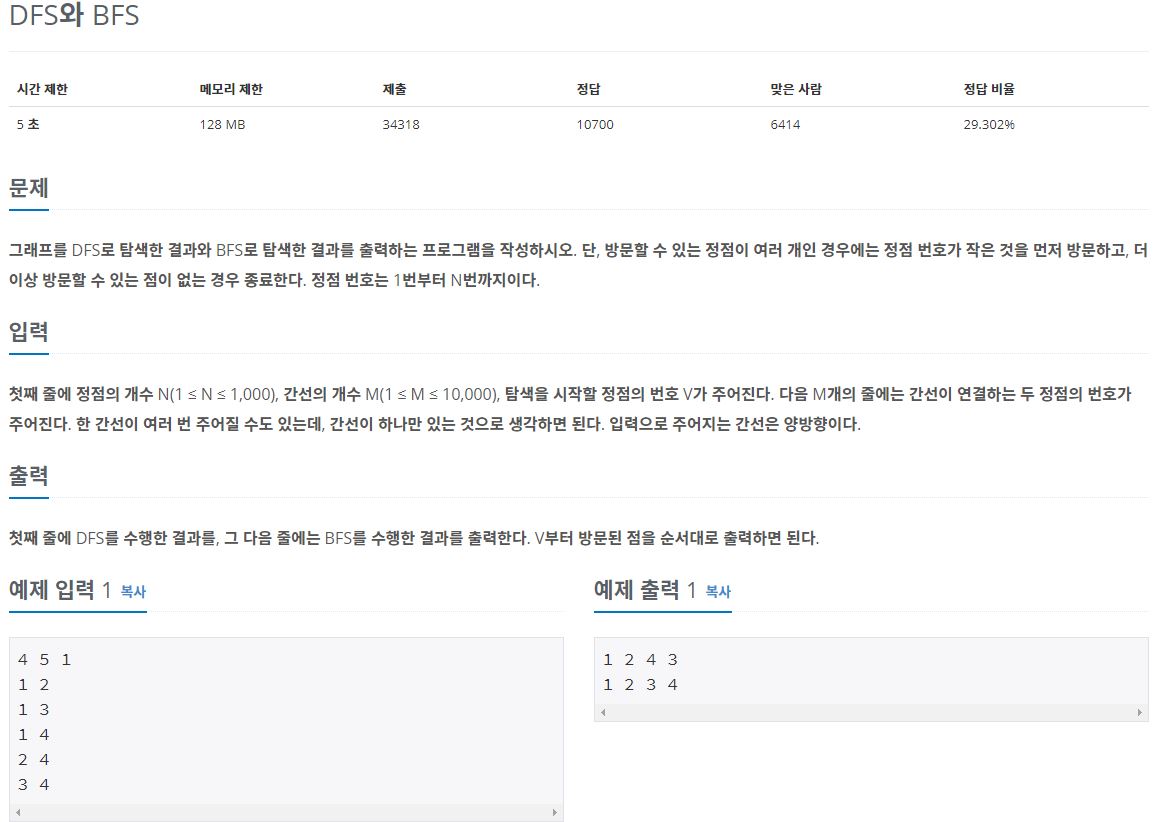 DFS와 BFS
시간 제한 메모리 제한 제출 정답 맞은 사람 정답 비율
5 초 128 MB 34318 10700 6414 29.302%
문제
그래프를 DFS로 탐색한 결과와 BFS로 탐색한 결과를 출력하는 프로그램을 작성하시오. 단, 방문할 수 있는 정점이 여러 개인 경우에는 정점 번호가 작은 것을 먼저 방문하고, 더
이상 방문할 수 있는 점이 없는 경우 종료한다. 정점 번호는 1번부터 N번까지이다.
입력
첫째 줄에 정점의 개수 N(1 ≤ N ≤ 1,000), 간선의 개수 M(1 ≤ M ≤ 10,000), 탐색을 시작할 정점의 번호 V가 주어진다. 다음 M개의 줄에는 간선이 연결하는 두 정점의 번호가
주어진다. 한 간선이 여러 번 주어질 수도 있는데, 간선이 하나만 있는 것으로 생각하면 된다. 입력으로 주어지는 간선은 양방향이다.
출력
첫째 줄에 DFS를 수행한 결과를, 그 다음 줄에는 BFS를 수행한 결과를 출력한다. V부터 방문된 점을 순서대로 출력하면 된다.
예제 입력 1 복사
4 5 1
1 2
1 3
1 4
2 4
3 4
예제 출력 1 복사
1 2 4 3
1 2 3 4